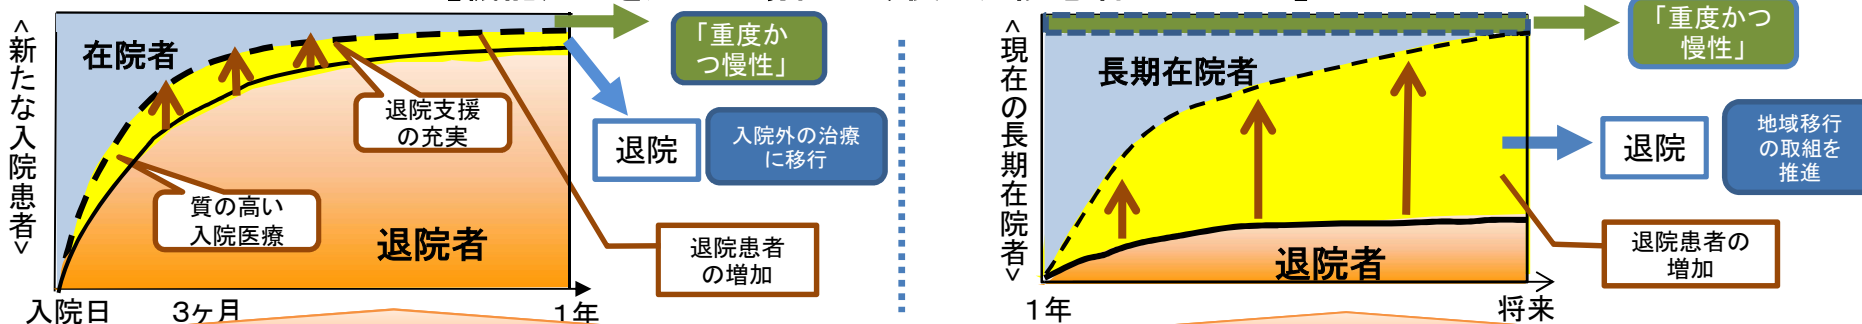 <新たな入院患者>
在院者
退院支援
の充実
質の高い
入院医療
退院者
入院日
3ヶ月
1年
「重度か
つ慢性」
退院
入院外の治療
に移行
退院患者
の増加
<現在の長期在院者>
長期在院者
退院者
1年
将来
「重度かつ
慢性」
退院
地域移行
の取組を
推進
退院患者の
増加